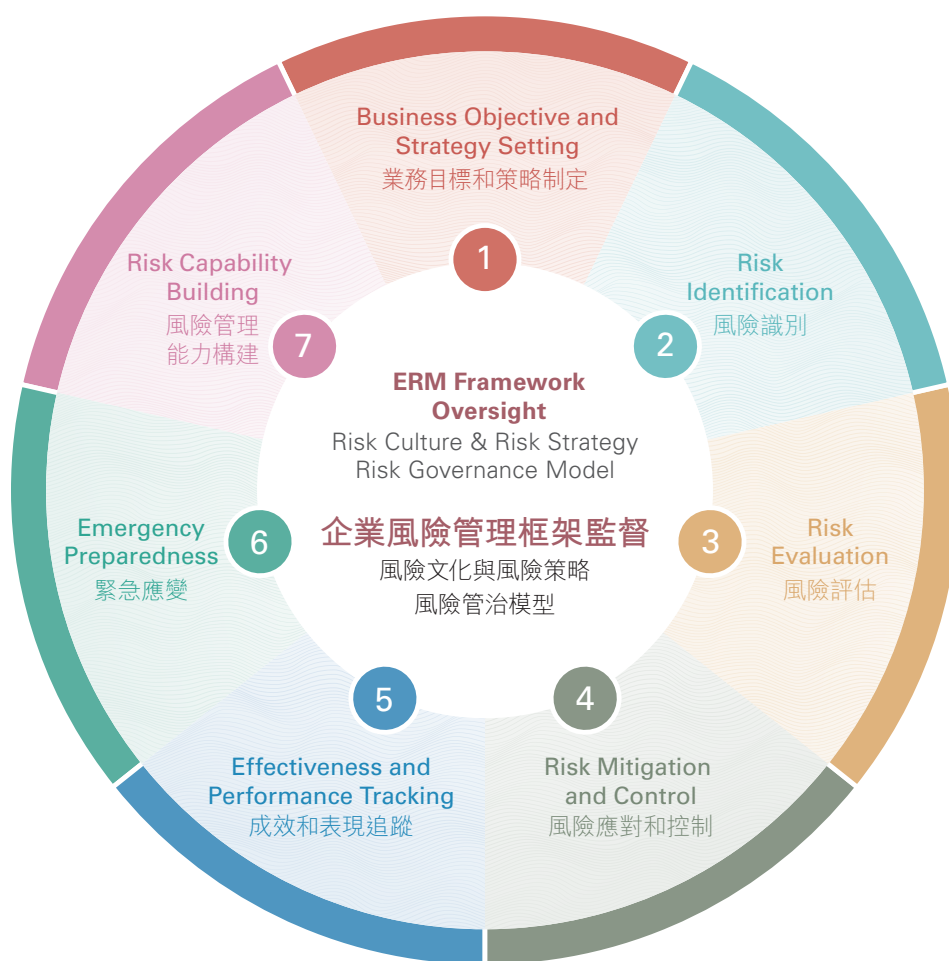 Business Objective and
Strategy Setting
業務目標和策略制定
1
Risk
Identification
風險識別
2
Risk
Evaluation
風險評估
3
Risk Mitigation
and Control
風險應對和控制
4
Effectiveness and
Performance Tracking
成效和表現追蹤
5
Emergency
Preparedness
緊急應變
6
Risk Capability
Building
風險管理
能力構建
7
ERM Framework
Oversight
Risk Culture & Risk Strategy
Risk Governance Model
企業風險管理框架監督
風險文化與風險策略
風險管治模型